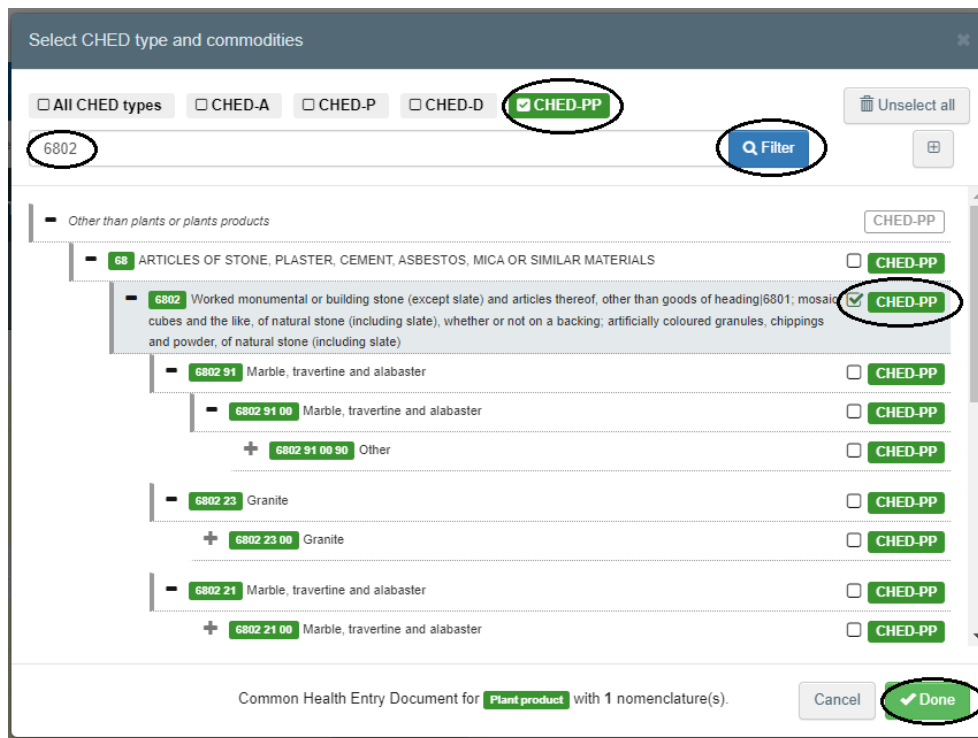 Select CHED type and commodities
All CHED types CHED-A CHED-P CHED-D CHED-PP Unselect all
6802 Filter
Other than plants or plants products CHED-PP
68 ARTICLES OF STONE, PLASTER, CEMENT, ASBESTOS, MICA OR SIMILAR MATERIALS CHED-PP
6802 Worked monumental or building stone (except slate) and articles thereof, other than goods of heading|6801; mosaic CHED-PP
cubes and the like, of natural stone (including slate), whether or not on a backing; artificially coloured granules, chippings
and powder, of natural stone (including slate)
6802 91 Marble, travertine and alabaster CHED-PP
6802 91 00 Marble, travertine and alabaster CHED-PP
6802 91 00 90 Other CHED-PP
6802 23 Granite CHED-PP
6802 23 00 Granite CHED-PP
6802 21 Marble, travertine and alabaster CHED-PP
6802 21 00 Marble, travertine and alabaster CHED-PP
Common Health Entry Document for Plant product with 1 nomenclature(s). Cancel Done